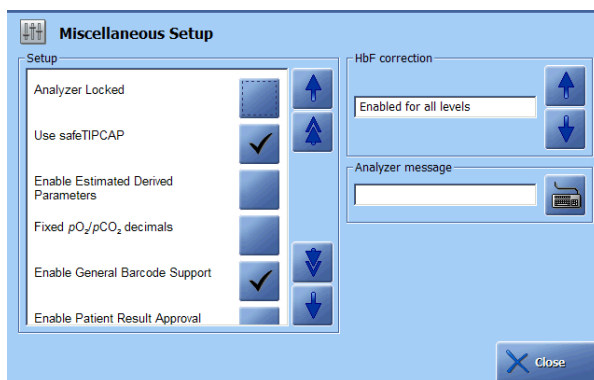 Miscellaneous Setup
Setup
Analyzer Locked
Use safeTIPCAP
Enable Estimated Derived
Parameters
Fixed pO₂/pCO₂ decimals
Enable General Barcode Support
Enable Patient Result Approval
HbF correction
Enabled for all levels
Analyzer message
Close